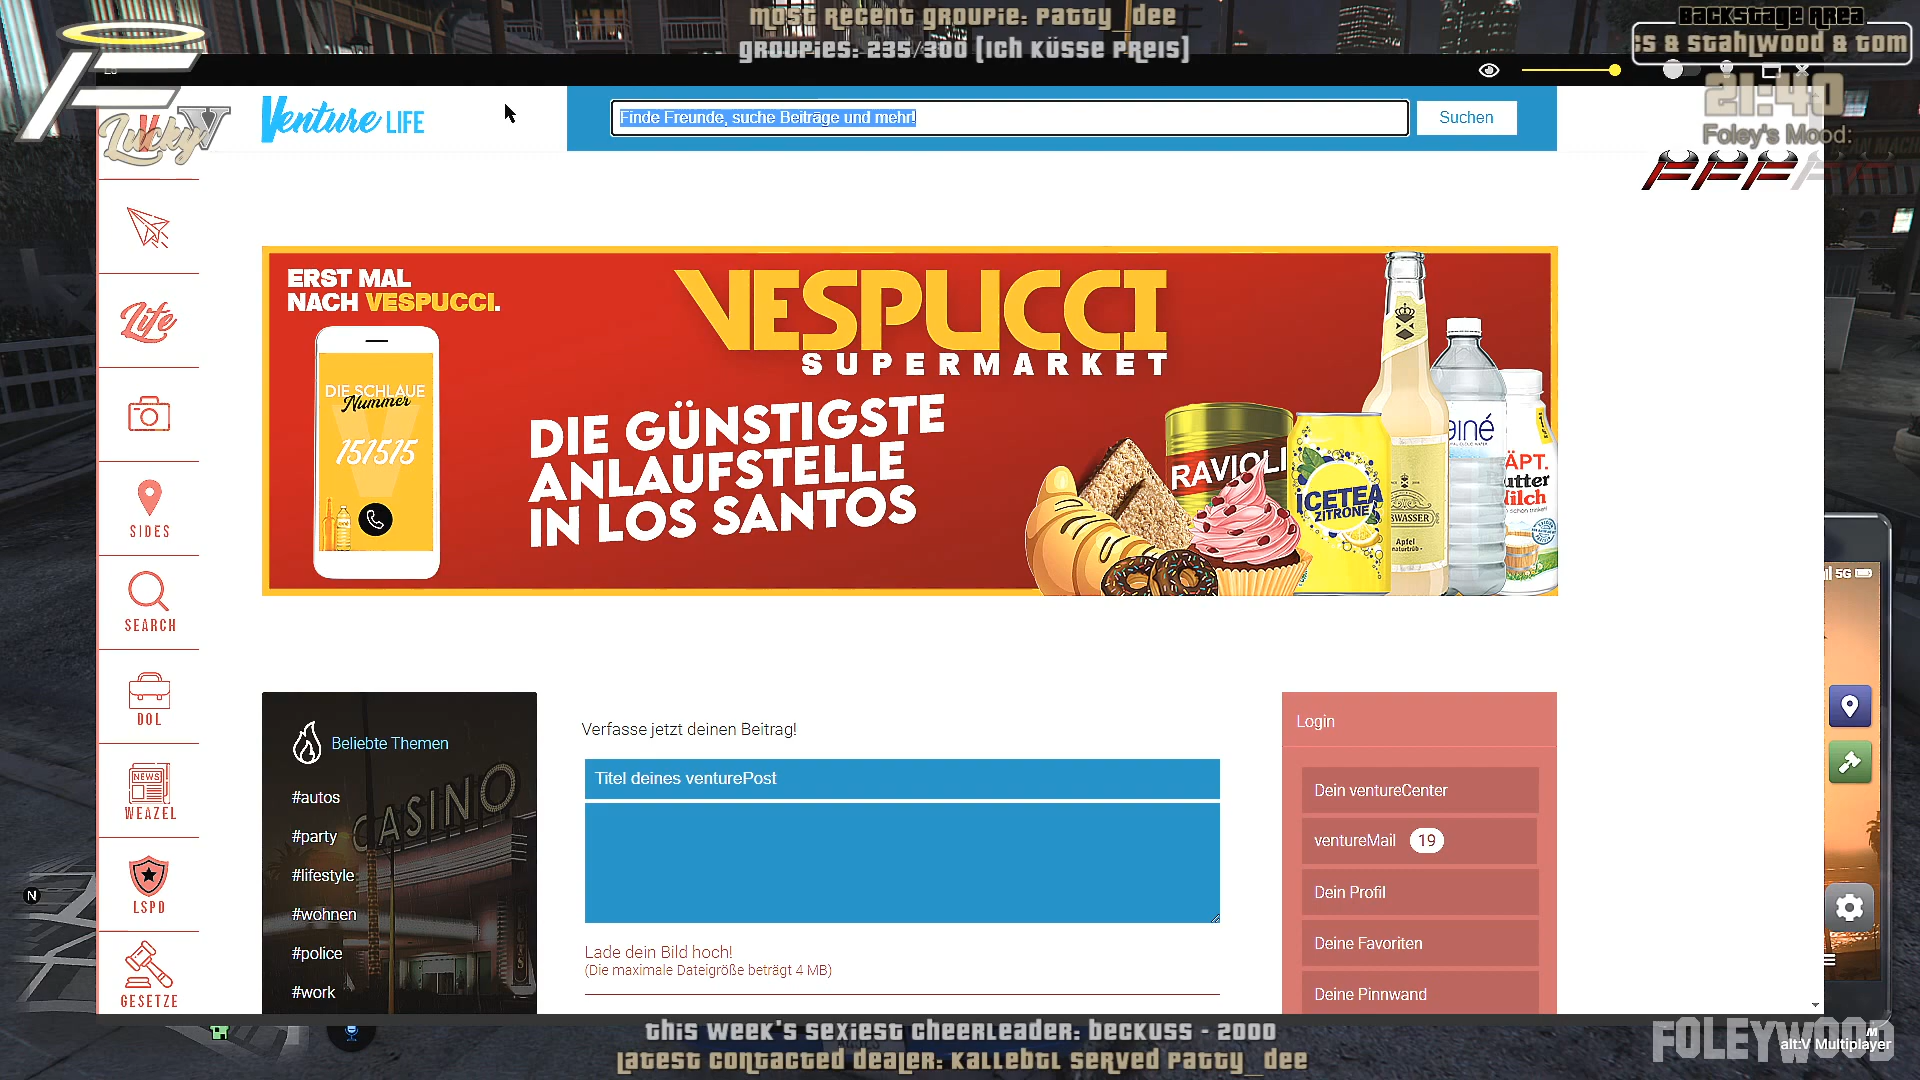 most recent groupie: patty_dee
groupies: 235/300 [ich küsse preis]
Backstage Area
& stahlwood & tom
21:40
Foley's Mood:
Lucky V
Venture LIFE
Finde Freunde, suche Beiträge und mehr!
Suchen
Life
SIDES
SEARCH
DOL
NEWS
WEAZEL
LSPD
GESETZE
ERST MAL
NACH VESPUCCI.
DIE SCHLAUE
Nummer
151515
VESPUCCI
SUPERMARKET
DIE GÜNSTIGSTE
ANLAUFSTELLE
IN LOS SANTOS
RAVIOLI
ICETEA
ZITRONE
Apfel
naturtrüb
5G
Beliebte Themen
#autos
#party
#lifestyle
#wohnen
#police
#work
CASINO
Verfasse jetzt deinen Beitrag!
Titel deines venturePost
Lade dein Bild hoch!
(Die maximale Dateigröße beträgt 4 MB)
Login
Dein ventureCenter
ventureMail 19
Dein Profil
Deine Favoriten
Deine Pinnwand
N
this week's sexiest cheerleader: beckuss - 2000
latest contacted dealer: kallebtl served patty_dee
FOLEYWOOD
alt:V Multiplayer